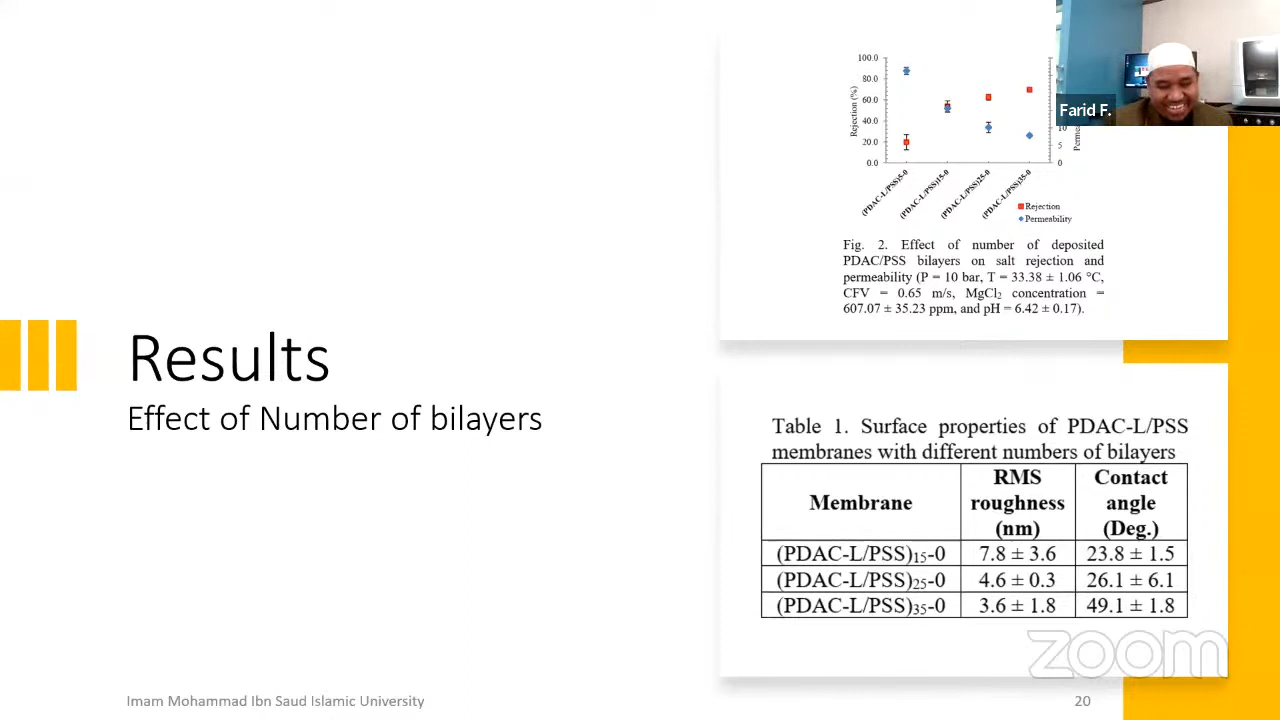 Results
Effect of Number of bilayers
100.0
80.0
60.0
40.0
20.0
0.0
Rejection (%)
10
5
0
(PDAC-L/PSS)5-0
(PDAC-L/PSS)15-0
(PDAC-L/PSS)25-0
(PDAC-L/PSS)35-0
Rejection
Permeability
Farid F.
Fig. 2. Effect of number of deposited
PDAC/PSS bilayers on salt rejection and
permeability (P = 10 bar, T = 33.38 ± 1.06 °C,
CFV = 0.65 m/s, MgCl₂ concentration =
607.07 ± 35.23 ppm, and pH = 6.42 ± 0.17).
Table 1. Surface properties of PDAC-L/PSS
membranes with different numbers of bilayers
Membrane RMS roughness (nm) Contact angle (Deg.)
(PDAC-L/PSS)₁₅-0 7.8 ± 3.6 23.8 ± 1.5
(PDAC-L/PSS)₂₅-0 4.6 ± 0.3 26.1 ± 6.1
(PDAC-L/PSS)₃₅-0 3.6 ± 1.8 49.1 ± 1.8
zoom
Imam Mohammad Ibn Saud Islamic University
20